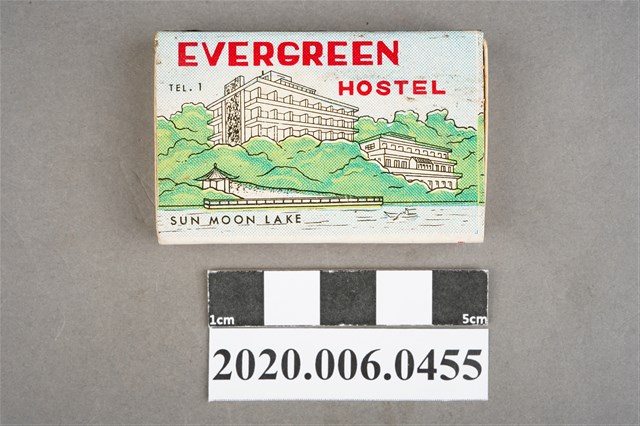 EVERGREEN
TEL. 1
HOSTEL
SUN MOON LAKE
1cm
5cm
2020.006.0455